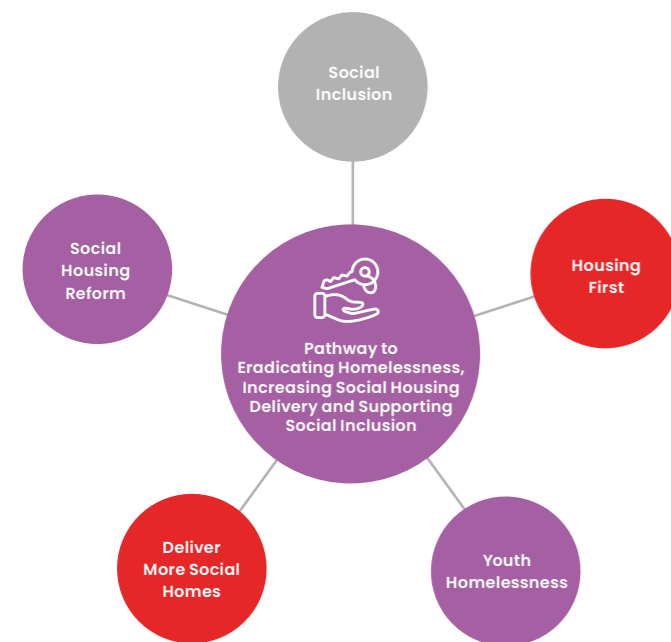 Social
Inclusion
Social
Housing
Reform
Housing
First
Pathway to
Eradicating Homelessness,
Increasing Social Housing
Delivery and Supporting
Social Inclusion
Deliver
More Social
Homes
Youth
Homelessness